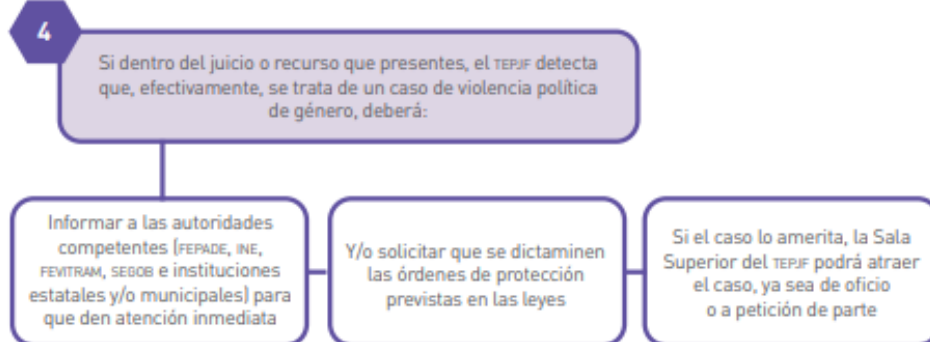 4
Si dentro del juicio o recurso que presentes, el TEPJF detecta
que, efectivamente, se trata de un caso de violencia política
de género, deberá:
Informar a las autoridades
competentes (FEPADE, INE,
FEVITRAM, SEGOB e instituciones
estatales y/o municipales) para
que den atención inmediata
Y/o solicitar que se dictaminen
las órdenes de protección
previstas en las leyes
Si el caso lo amerita, la Sala
Superior del TEPJF podrá atraer
el caso, ya sea de oficio
o a petición de parte